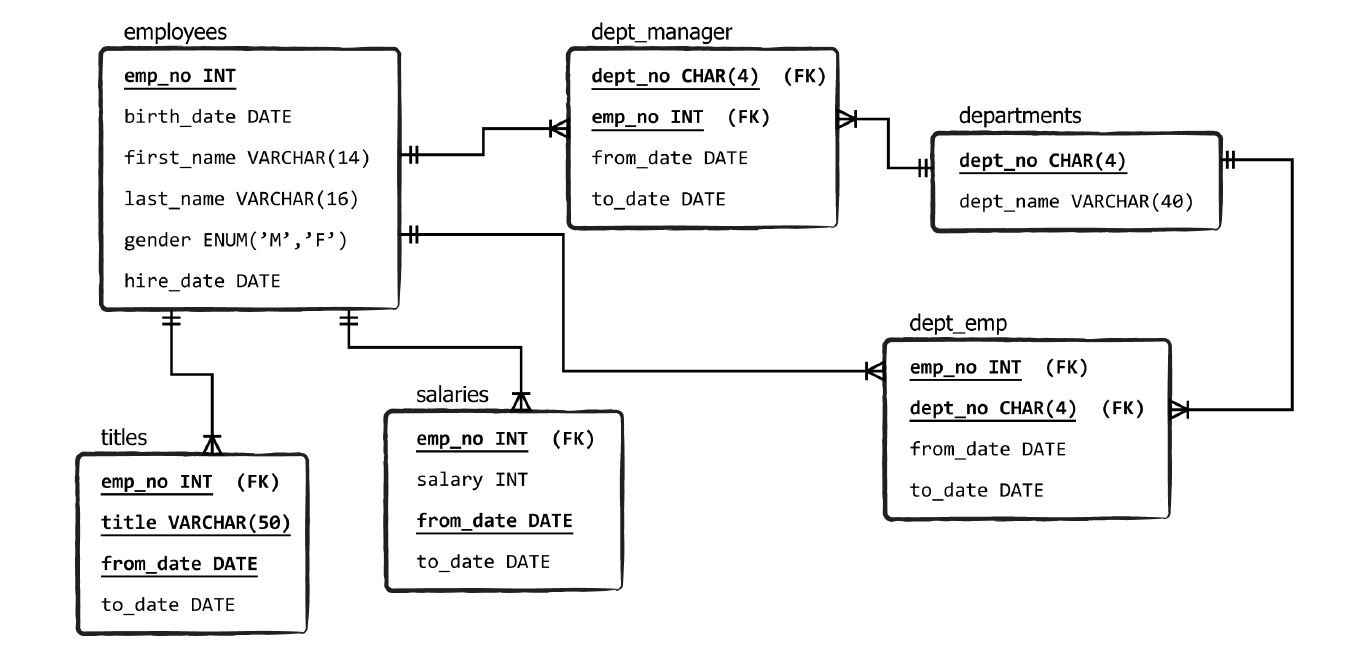 employees
emp_no INT
birth_date DATE
first_name VARCHAR(14)
last_name VARCHAR(16)
gender ENUM(’M’,’F’)
hire_date DATE
dept_manager
dept_no CHAR(4) (FK)
emp_no INT (FK)
from_date DATE
to_date DATE
departments
dept_no CHAR(4)
dept_name VARCHAR(40)
dept_emp
emp_no INT (FK)
dept_no CHAR(4) (FK)
from_date DATE
to_date DATE
salaries
emp_no INT (FK)
salary INT
from_date DATE
to_date DATE
titles
emp_no INT (FK)
title VARCHAR(50)
from_date DATE
to_date DATE